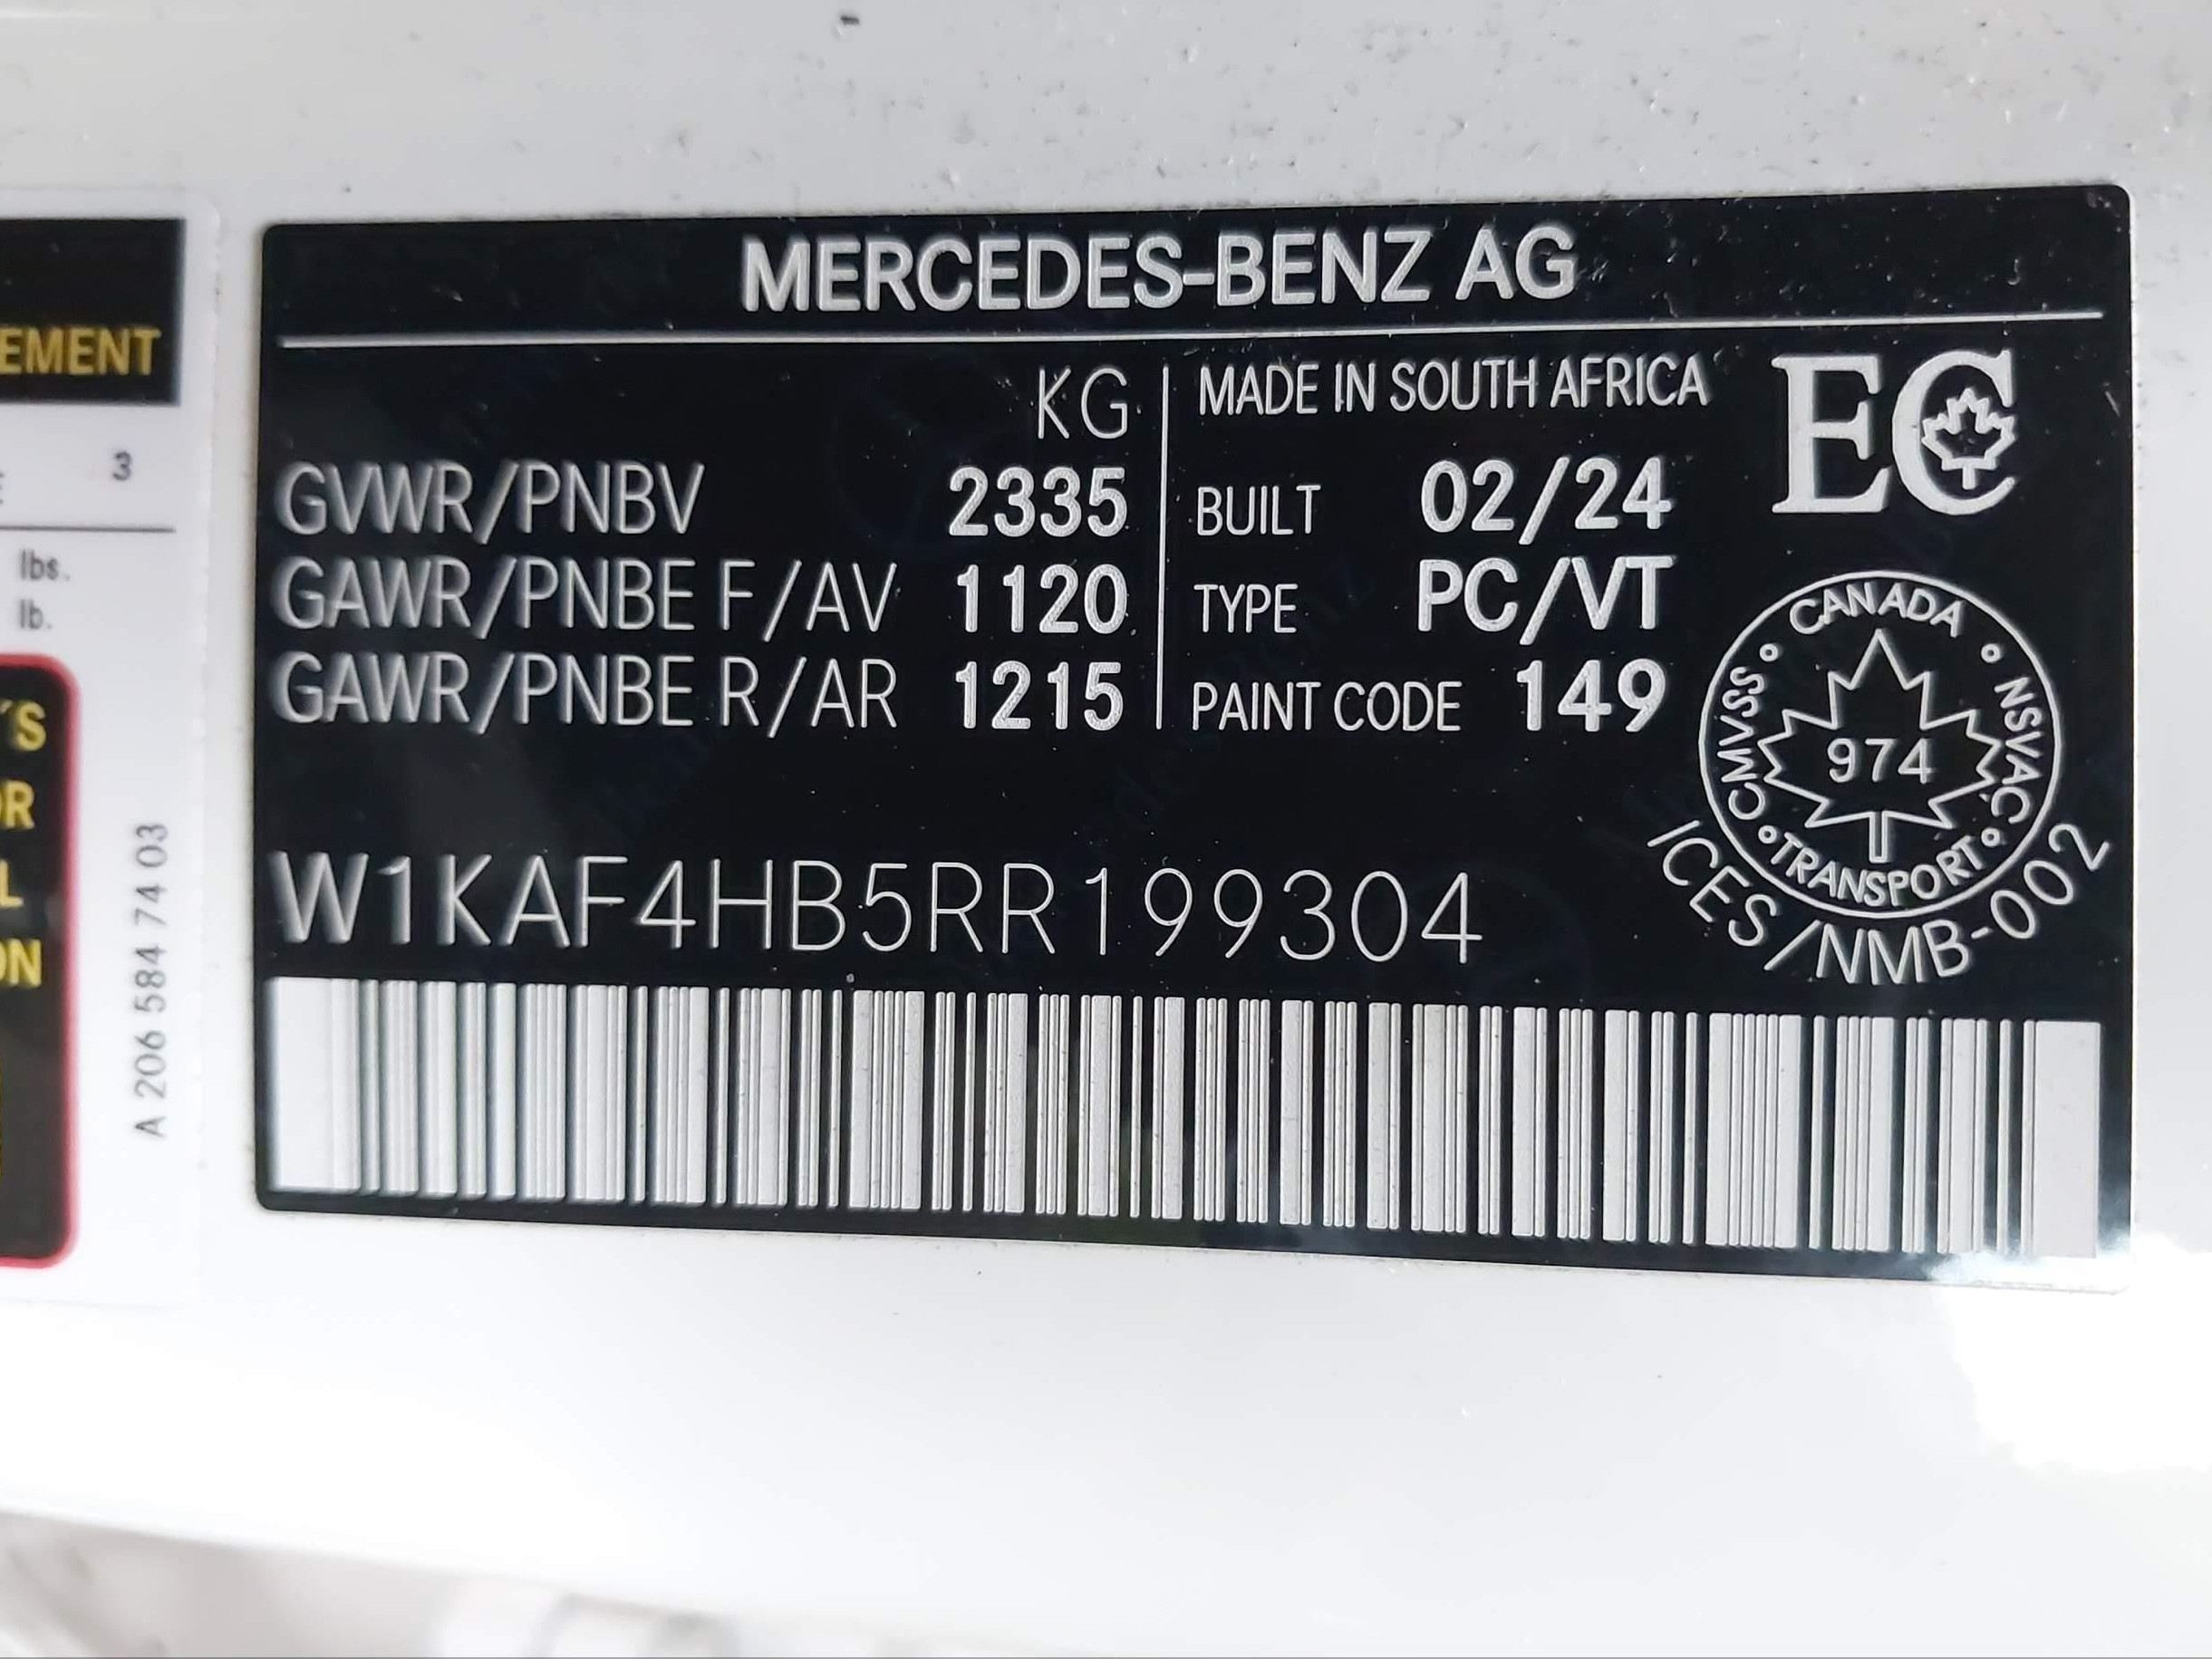 EMENT
3
lbs.
lb.
'S
OR
L
ON
A 206 584 74 03
MERCEDES-BENZ AG
KG
GVWR/PNBV 2335
GAWR/PNBE F/AV 1120
GAWR/PNBE R/AR 1215
MADE IN SOUTH AFRICA
BUILT 02/24
TYPE PC/VT
PAINT CODE 149
EC
CANADA
CMVSS • NSVAC
974
TRANSPORT
ICES/NMB-002
W1KAF4HB5RR199304